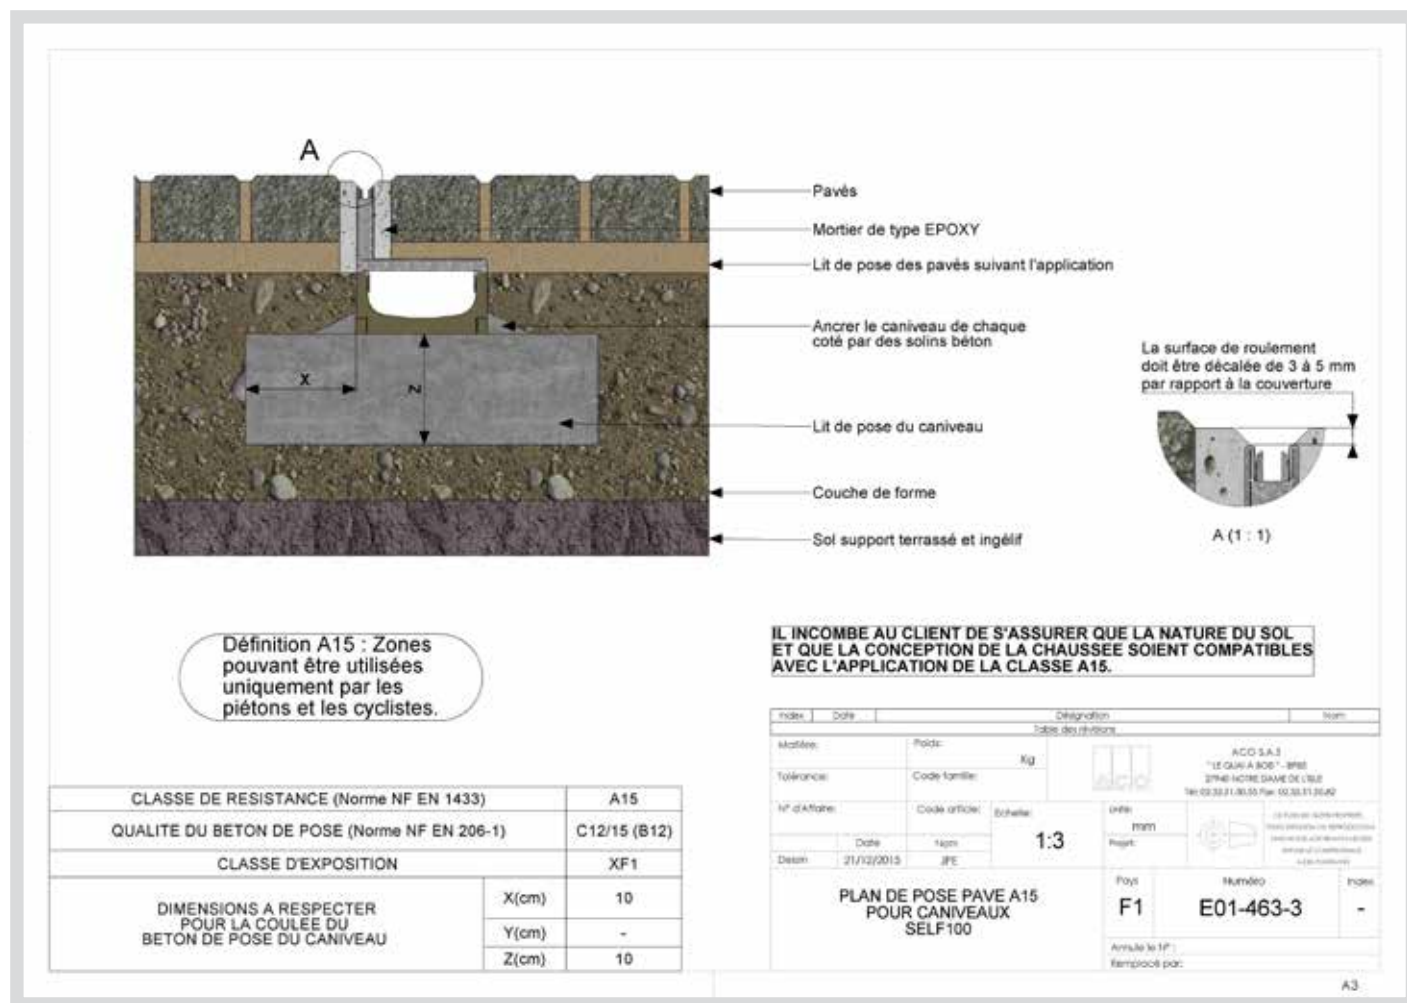 A
Pavés
Mortier de type EPOXY
Lit de pose des pavés suivant l'application
Ancrer le caniveau de chaque
coté par des solins béton
X
Z
Lit de pose du caniveau
Couche de forme
Sol support terrassé et ingélif
La surface de roulement
doit être décalée de 3 à 5 mm
par rapport à la couverture
A (1 : 1)
Définition A15 : Zones
pouvant être utilisées
uniquement par les
piétons et les cyclistes.
IL INCOMBE AU CLIENT DE S'ASSURER QUE LA NATURE DU SOL
ET QUE LA CONCEPTION DE LA CHAUSSEE SOIENT COMPATIBLES
AVEC L'APPLICATION DE LA CLASSE A15.
CLASSE DE RESISTANCE (Norme NF EN 1433) A15
QUALITE DU BETON DE POSE (Norme NF EN 206-1) C12/15 (B12)
CLASSE D'EXPOSITION XF1
DIMENSIONS A RESPECTER
POUR LA COULEE DU
BETON DE POSE DU CANIVEAU
X(cm) 10
Y(cm) -
Z(cm) 10
Index Date Désignation Nom
Table des révisions
Matière: Poids: Kg
Tolérance: Code famille:
N° d'Affaire: Code article: Echelle: 1:3
Unité: mm
Projet:
ACO
ACO S.A.S
27940 NOTRE DAME DE L'ISLE
Date Nom
Dessin 21/12/2015 JPE
PLAN DE POSE PAVE A15
POUR CANIVEAUX
SELF100
Pays Numéro Index
F1 E01-463-3 -
Annule le N° :
Remplacé par:
A3